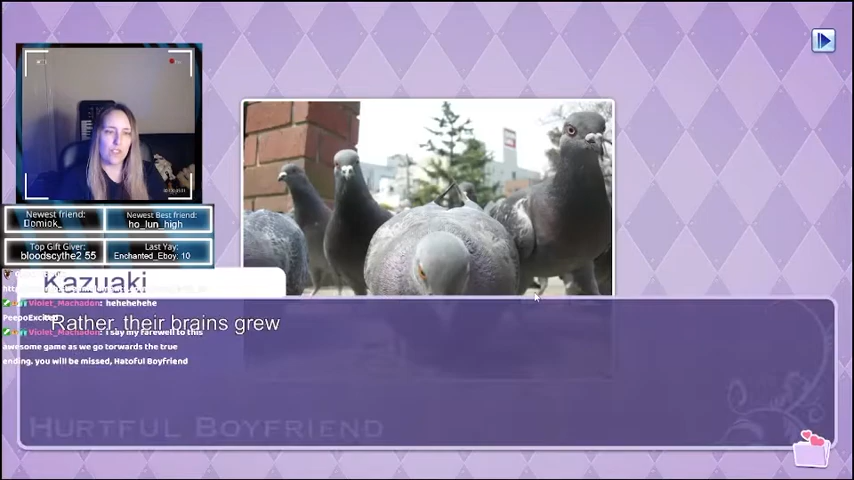 Newest friend:
Domiok_
Newest Best friend:
ho_lun_high
Top Gift Giver:
bloodscythe2 55
Last Yay:
Enchanted_Eboy: 10
Kazuaki
Violet_Machadon: hehehehehe
PeepoExcited
"Rather, their brains grew
Violet_Machadon: i say my farewell to this
awesome game as we go torwards the true
ending, you will be missed, Hatoful Boyfriend
Hurtful Boyfriend